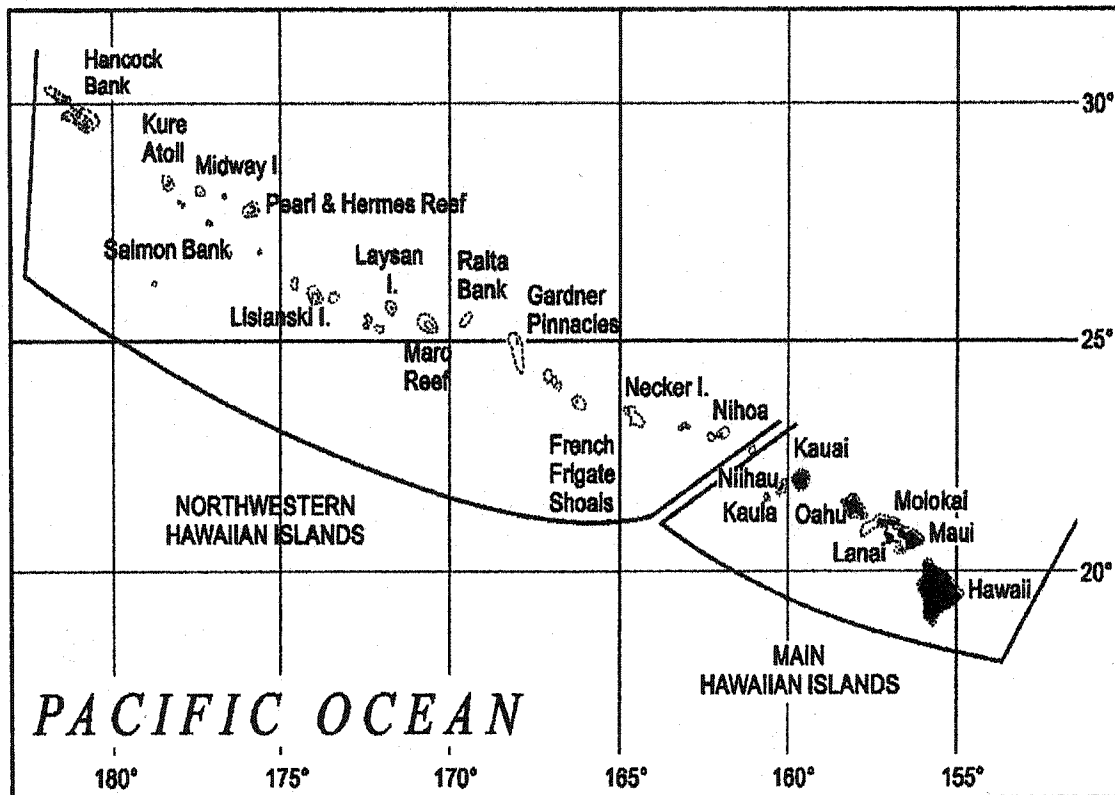 Hancock
Bank
30°
Kure
Atoll
Midway I.
Pearl & Hermes Reef
Salmon Bank
Laysan
I.
Raita
Bank
Gardner
Pinnacles
Lisianski I.
25°
Maro
Reef
Necker I.
Nihoa
French
Frigate
Shoals
Kauai
Niihau
Kaula
Oahu
Molokai
Maui
Lanai
NORTHWESTERN
HAWAIIAN ISLANDS
20°
Hawaii
MAIN
HAWAIIAN ISLANDS
PACIFIC OCEAN
180°
175°
170°
165°
160°
155°